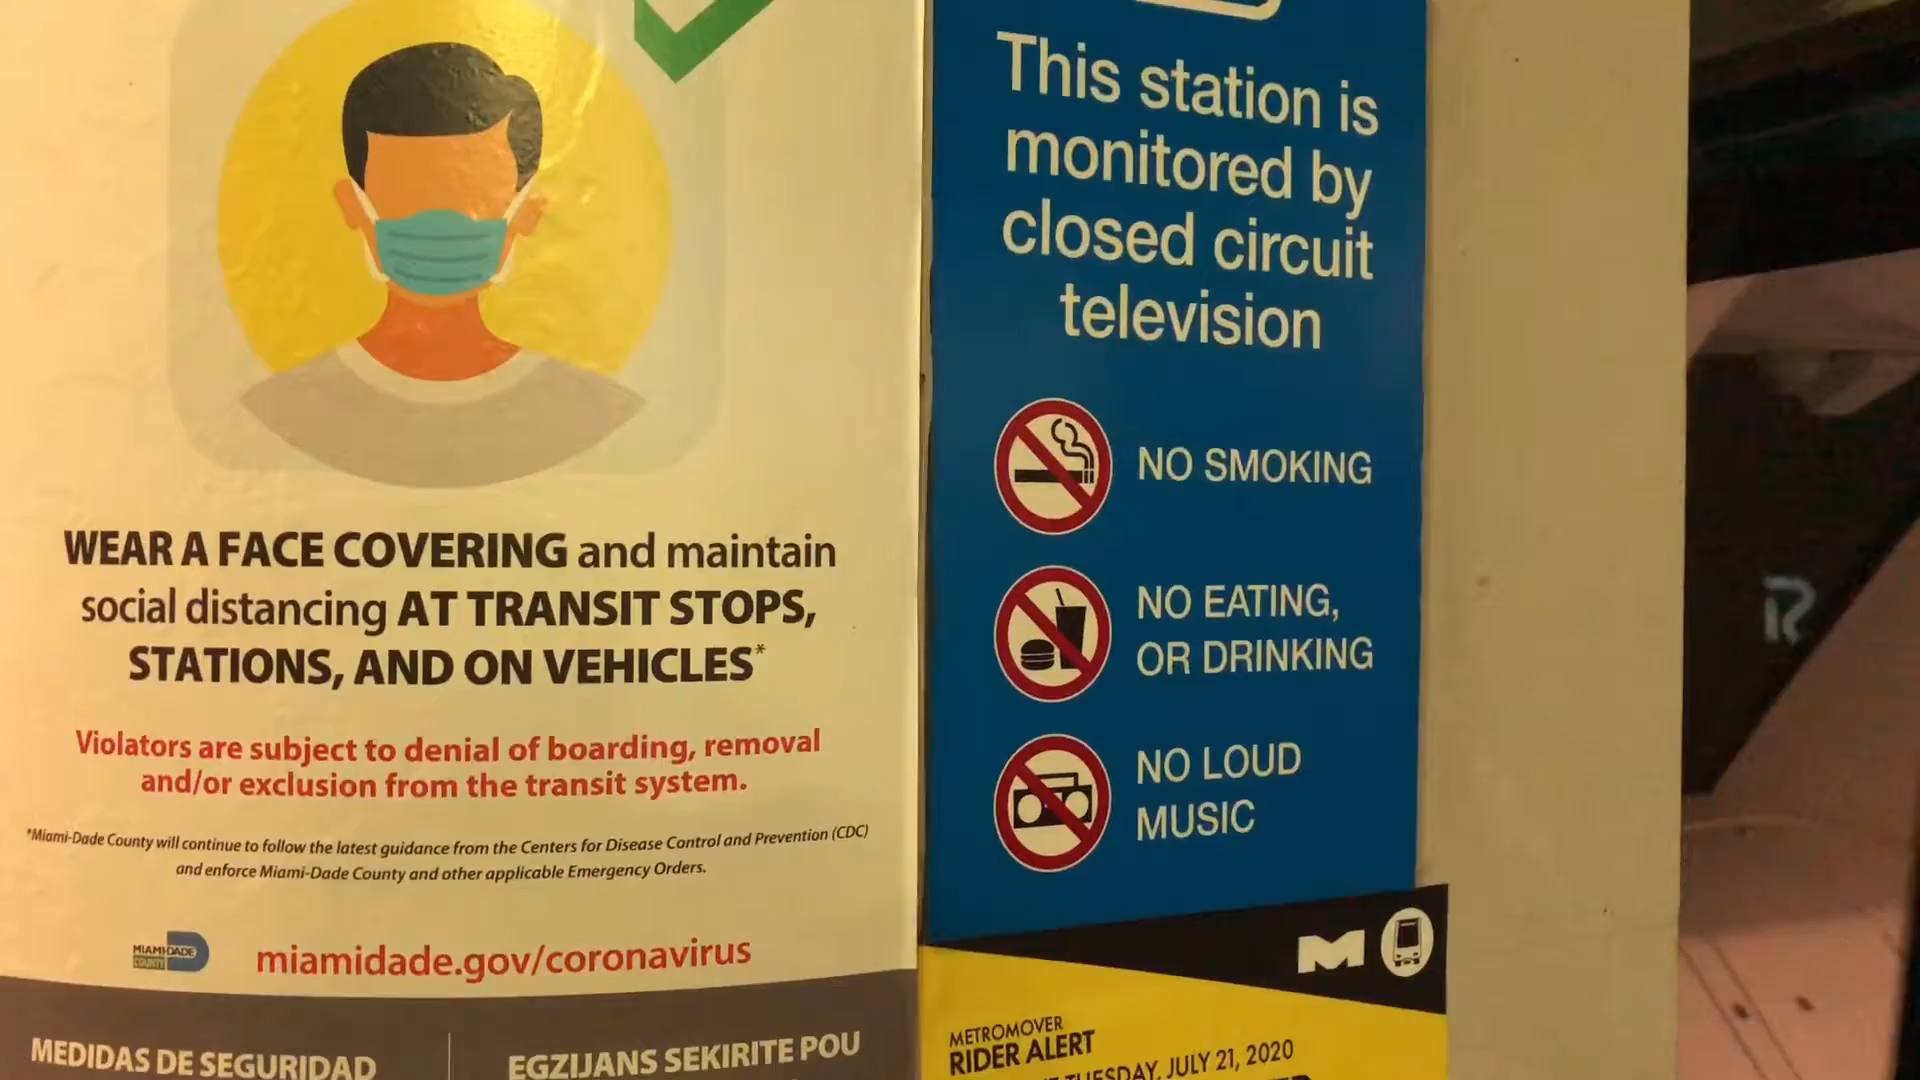 WEAR A FACE COVERING and maintain
social distancing AT TRANSIT STOPS,
STATIONS, AND ON VEHICLES*
Violators are subject to denial of boarding, removal
and/or exclusion from the transit system.
*Miami-Dade County will continue to follow the latest guidance from the Centers for Disease Control and Prevention (CDC)
and enforce Miami-Dade County and other applicable Emergency Orders.
MIAMI-DADE
COUNTY
miamidade.gov/coronavirus
MEDIDAS DE SEGURIDAD
EGZIJANS SEKIRITE POU
This station is
monitored by
closed circuit
television
NO SMOKING
NO EATING,
OR DRINKING
NO LOUD
MUSIC
M
METROMOVER
RIDER ALERT
TUESDAY, JULY 21, 2020